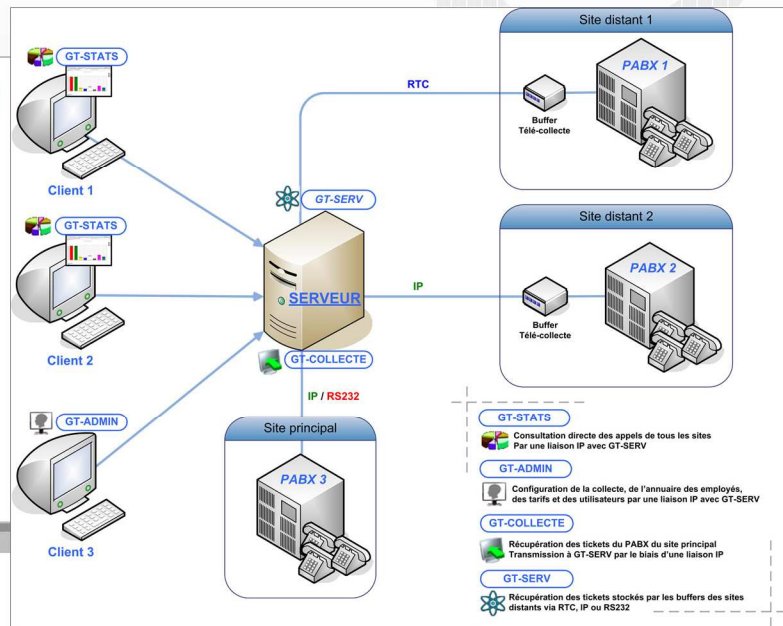 Site distant 1
GT-STATS
PABX 1
RTC
Buffer
Télé-collecte
Client 1
GT-SERV
GT-STATS
Site distant 2
PABX 2
IP
SERVEUR
Buffer
Télé-collecte
Client 2
GT-COLLECTE
IP / RS232
GT-ADMIN
Site principal
PABX 3
Client 3
GT-STATS
Consultation directe des appels de tous les sites
Par une liaison IP avec GT-SERV
GT-ADMIN
Configuration de la collecte, de l'annuaire des employés,
des tarifs et des utilisateurs par une liaison IP avec GT-SERV
GT-COLLECTE
Récupération des tickets du PABX du site principal
Transmission à GT-SERV par le biais d'une liaison IP
GT-SERV
Récupération des tickets stockés par les buffers des sites
distants via RTC, IP ou RS232